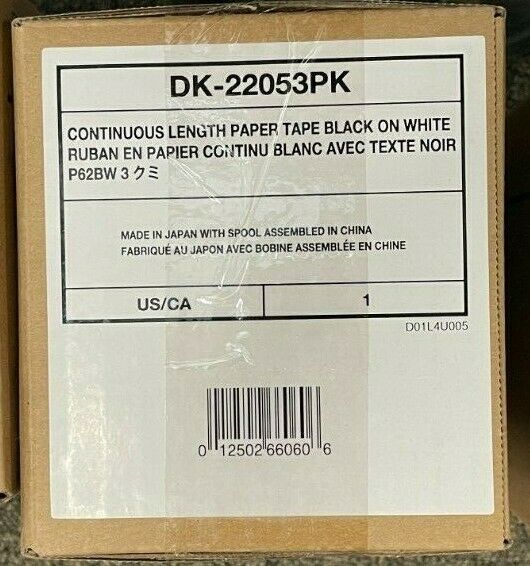 DK-22053PK
CONTINUOUS LENGTH PAPER TAPE BLACK ON WHITE
RUBAN EN PAPIER CONTINU BLANC AVEC TEXTE NOIR
P62BW 3 クミ
MADE IN JAPAN WITH SPOOL ASSEMBLED IN CHINA
FABRIQUÉ AU JAPON AVEC BOBINE ASSEMBLÉE EN CHINE
US/CA 1
D01L4U005
0 12502 66060 6